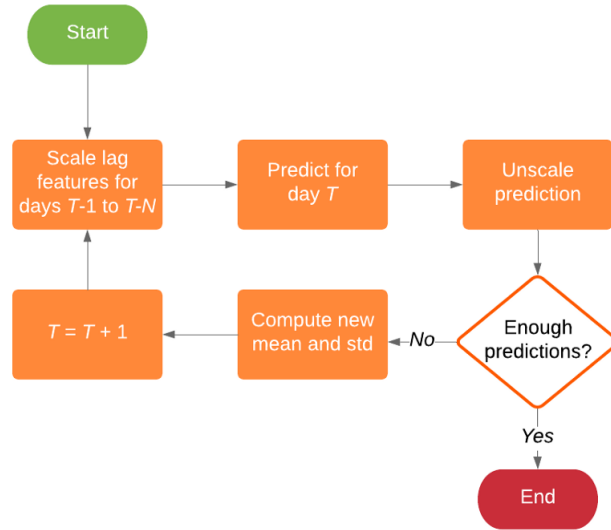 Start
Scale lag
features for
days T-1 to T-N
Predict for
day T
Unscale
prediction
Enough
predictions?
No
Compute new
mean and std
T = T + 1
Yes
End